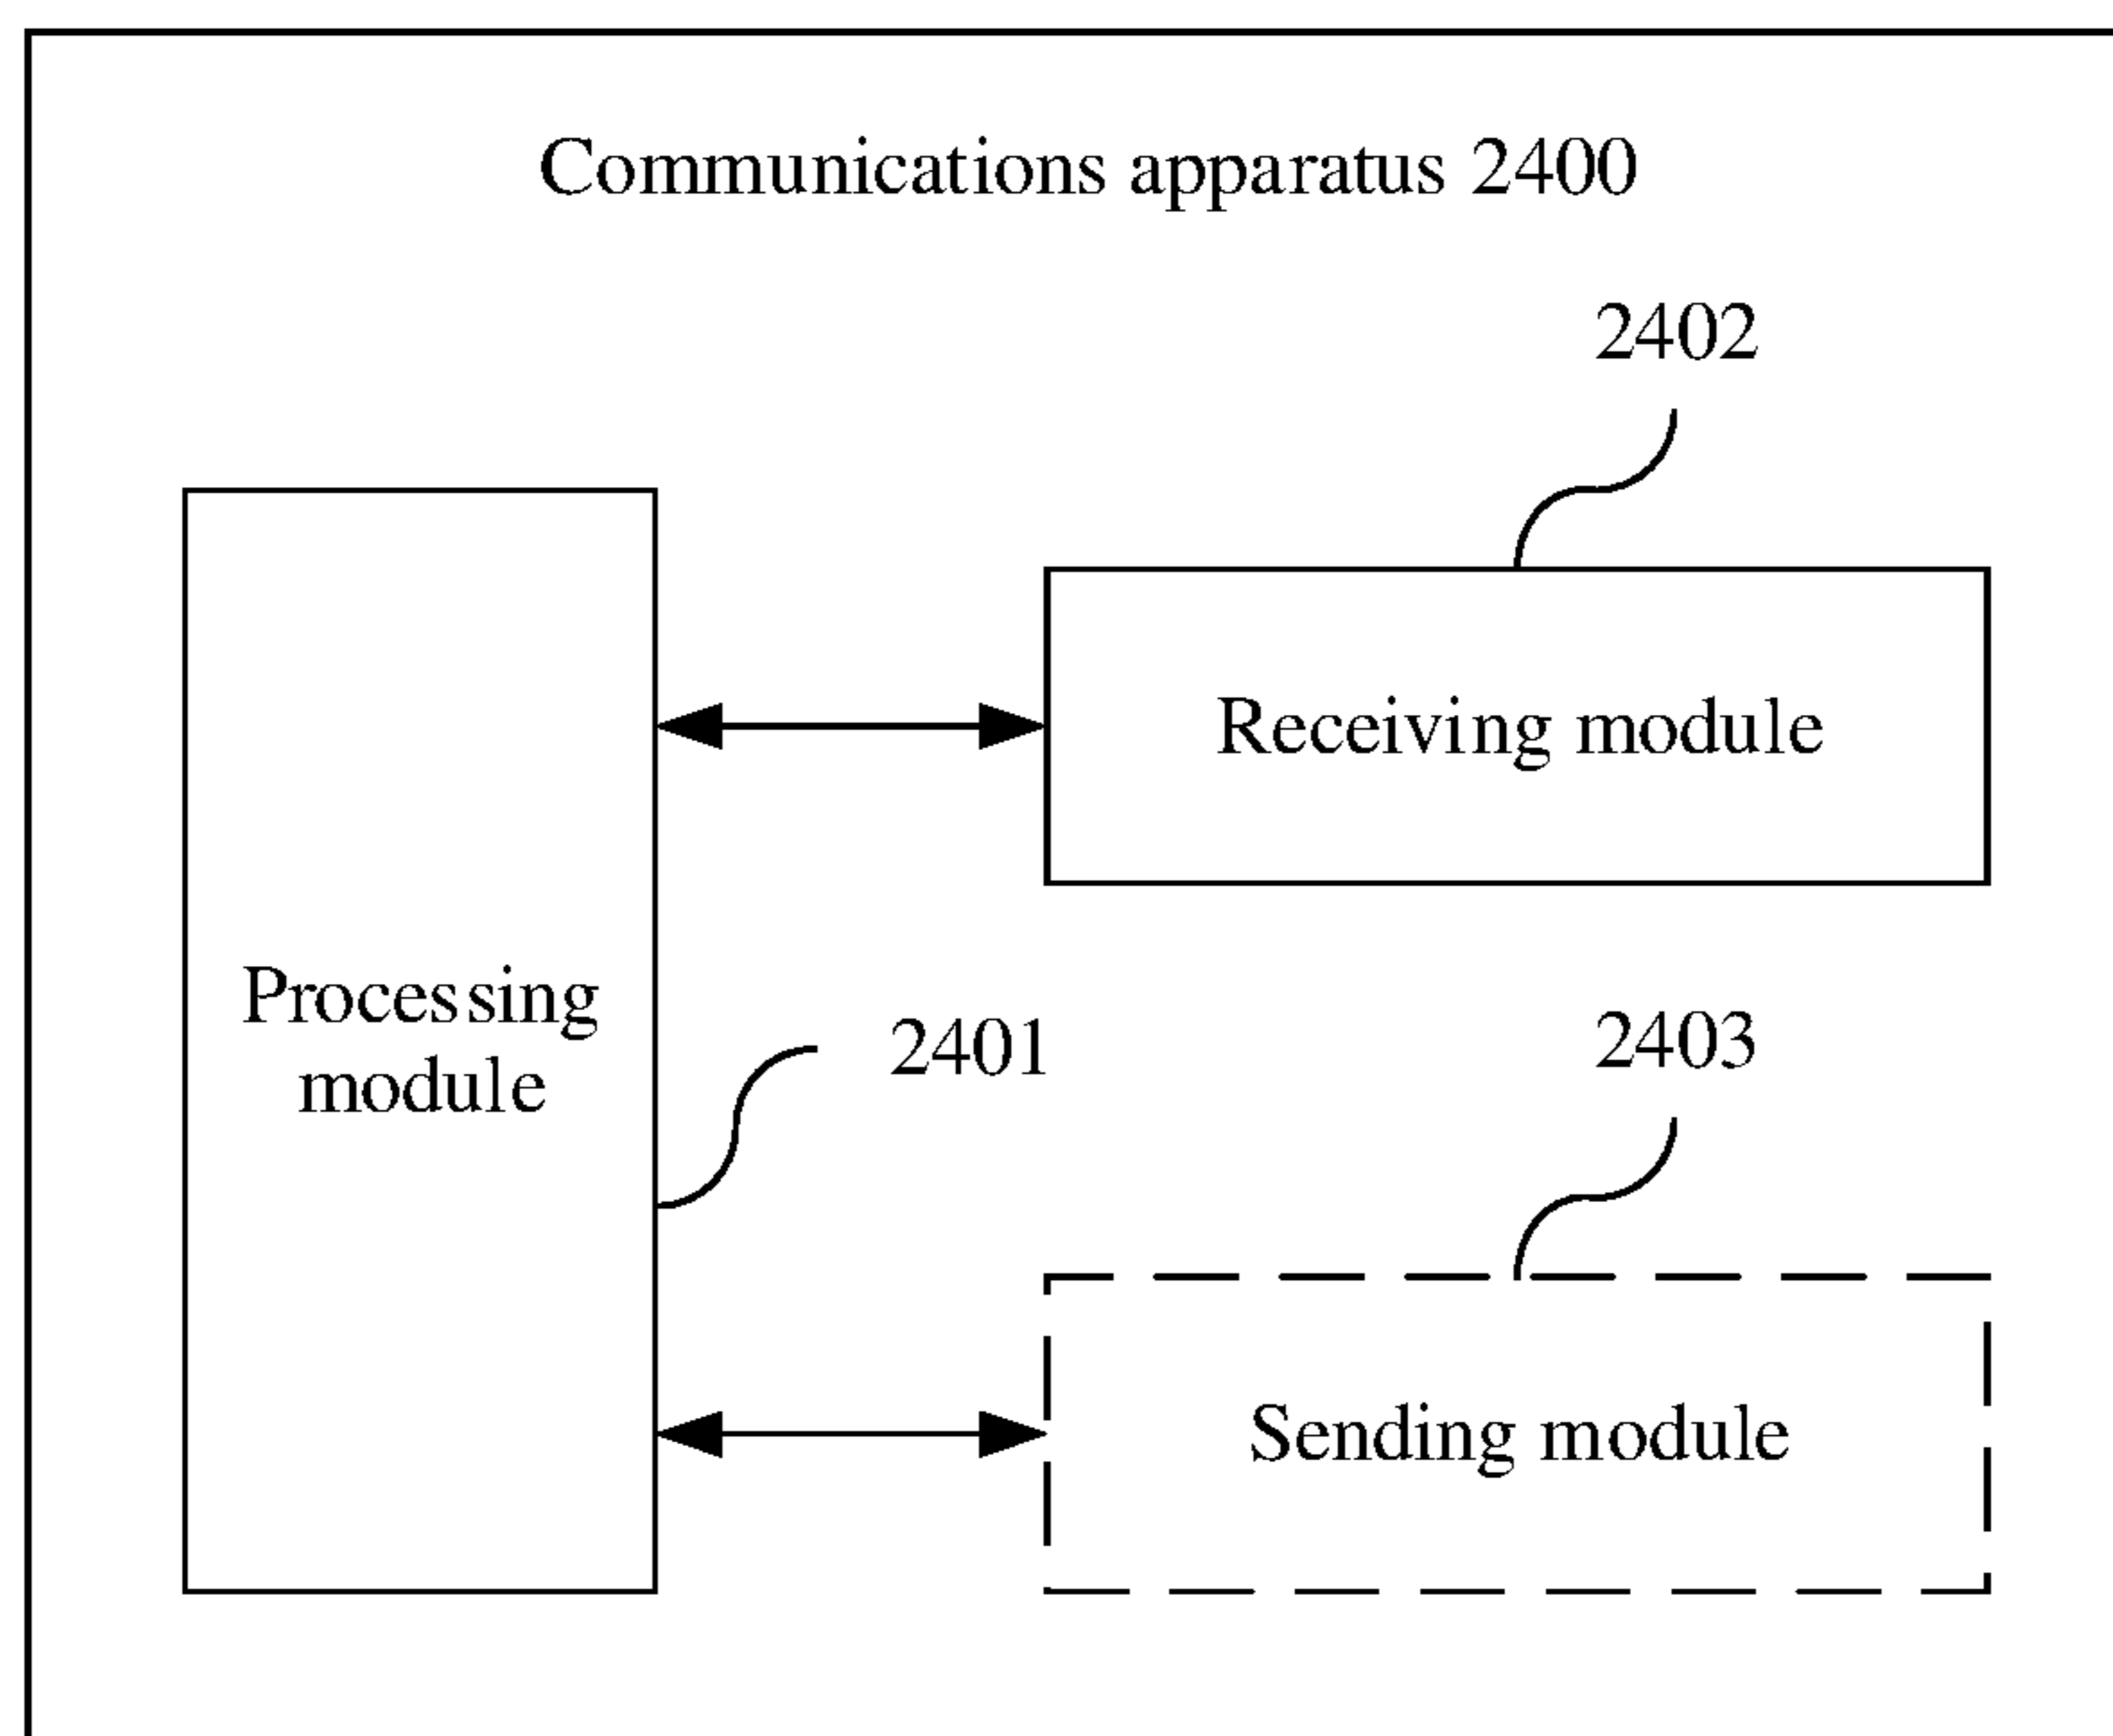 Communications apparatus 2400
2402
Receiving module
Processing
module
2401
2403
Sending module